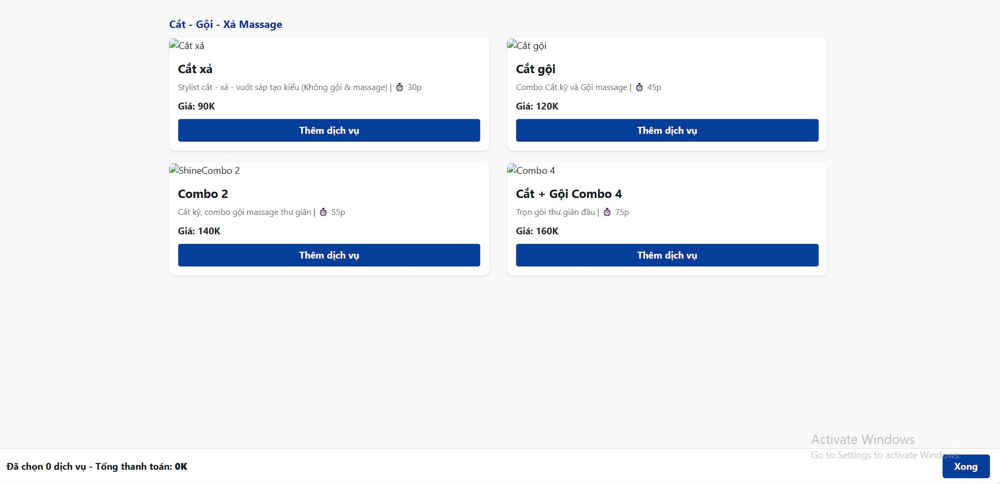 Cắt - Gội - Xả Massage
Cắt xả
Cắt xả
Stylist cắt - xả - vuốt sáp tạo kiểu (Không gội & massage) | 30p
Giá: 90K
Thêm dịch vụ
Cắt gội
Cắt gội
Combo Cắt kỹ và Gội massage | 45p
Giá: 120K
Thêm dịch vụ
ShineCombo 2
Combo 2
Cắt kỹ, combo gội massage thư giãn | 55p
Giá: 140K
Thêm dịch vụ
Combo 4
Cắt + Gội Combo 4
Trọn gói thư giãn đầu | 75p
Giá: 160K
Thêm dịch vụ
Activate Windows
Go to Settings to activate Windows.
Đã chọn 0 dịch vụ - Tổng thanh toán: 0K
Xong